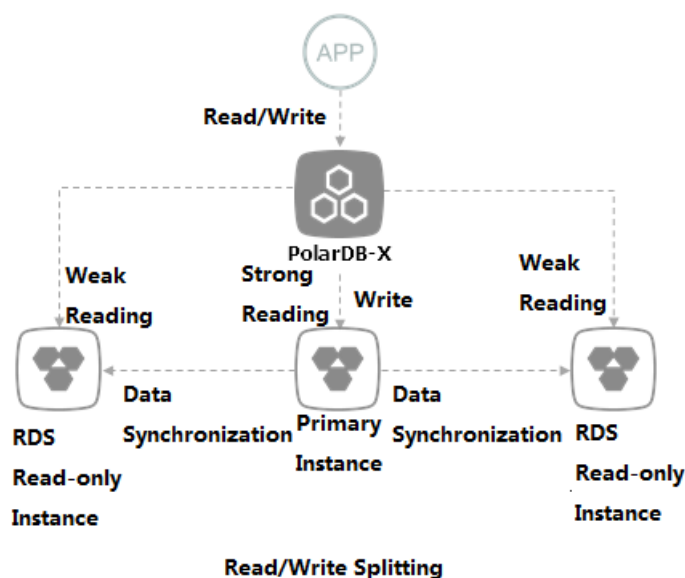 APP
Read/Write
PolarDB-X
Weak
Reading
Strong
Reading
Write
Weak
Reading
Data
Synchronization
Primary
Instance
Data
Synchronization
RDS
Read-only
Instance
RDS
Read-only
Instance
Read/Write Splitting